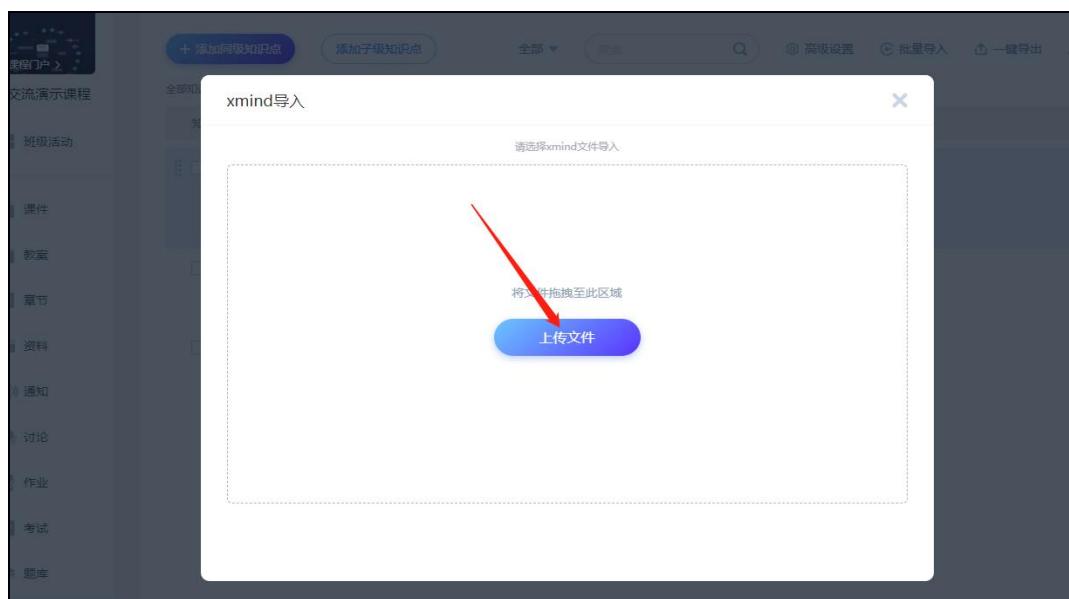 课程门户 >
交流演示课程
班级活动
课件
教案
章节
资料
通知
讨论
作业
考试
题库
+ 添加同级知识点
添加子级知识点
全部
高级设置
批量导入
一键导出
xmind导入
请选择xmind文件导入
将文件拖拽至此区域
上传文件